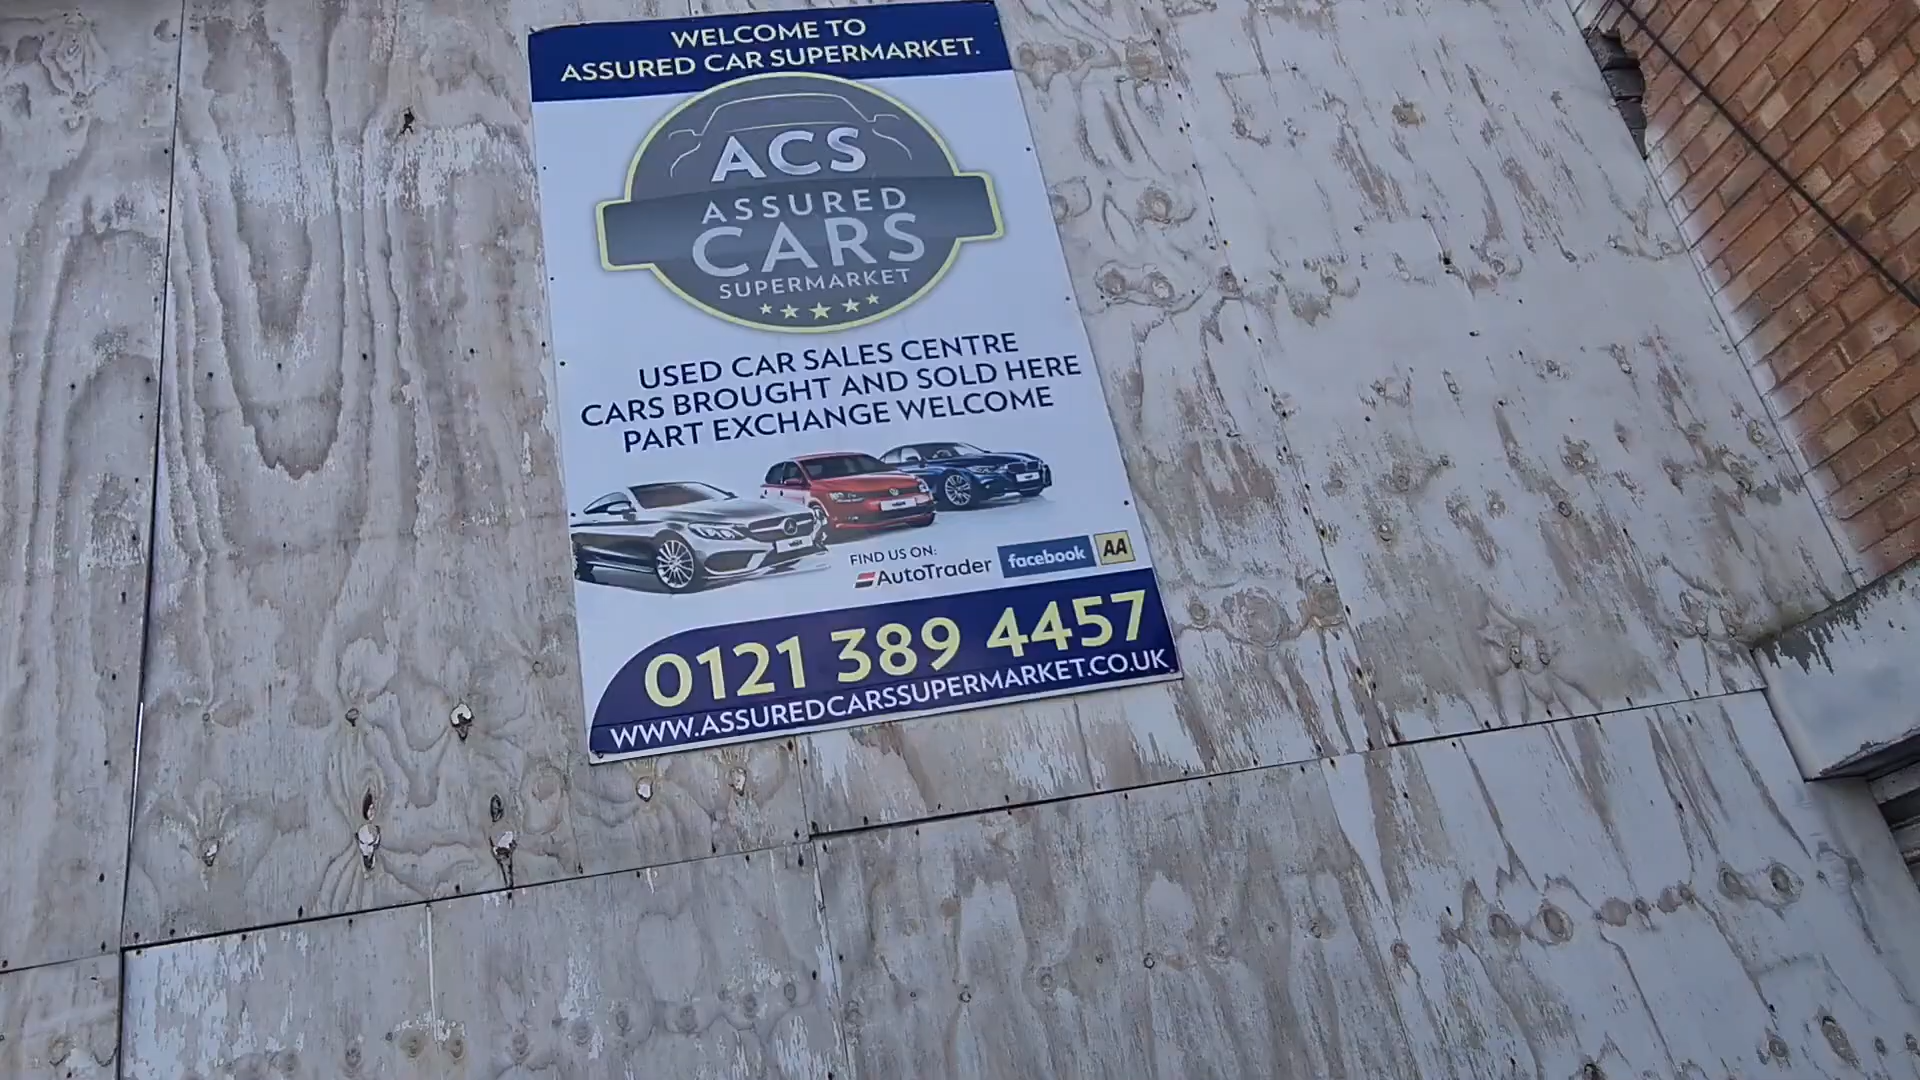 WELCOME TO
ASSURED CAR SUPERMARKET.
ACS
ASSURED
CARS
SUPERMARKET
USED CAR SALES CENTRE
CARS BROUGHT AND SOLD HERE
PART EXCHANGE WELCOME
FIND US ON:
AutoTrader facebook AA
0121 389 4457
WWW.ASSUREDCARSSUPERMARKET.CO.UK